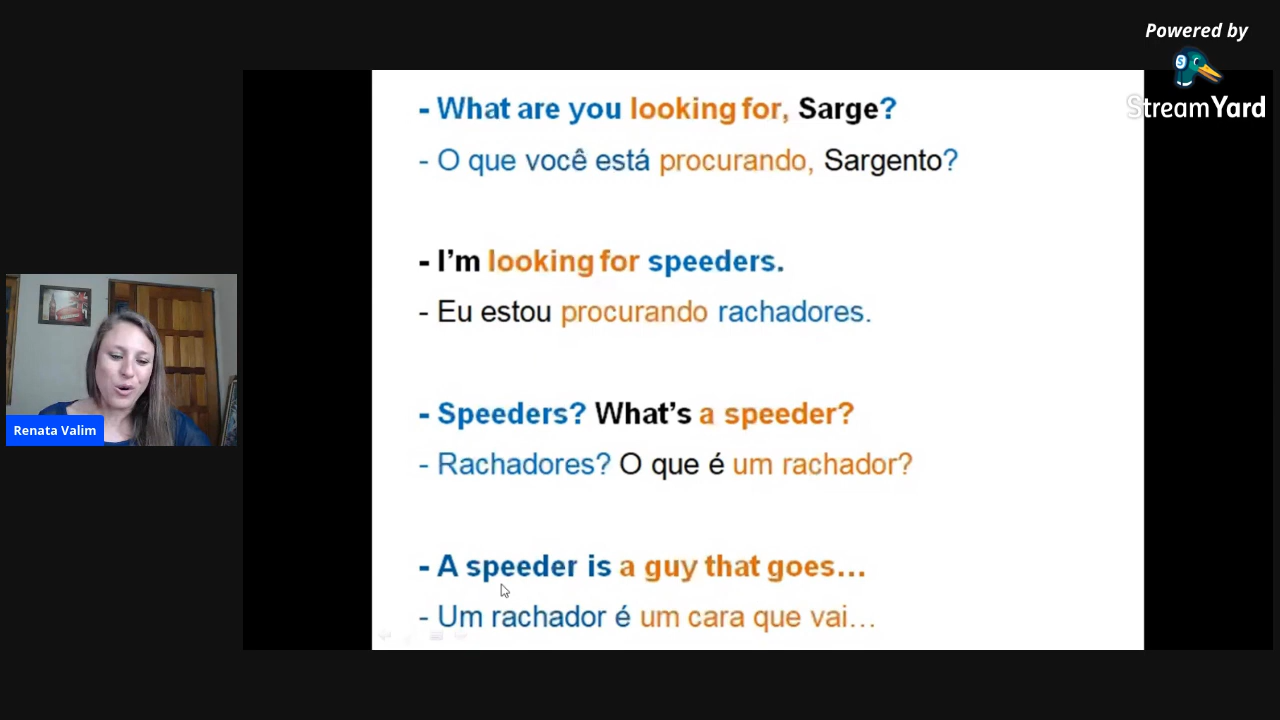 Powered by
StreamYard
- What are you looking for, Sarge?
- O que você está procurando, Sargento?
- I'm looking for speeders.
- Eu estou procurando rachadores.
- Speeders? What's a speeder?
- Rachadores? O que é um rachador?
- A speeder is a guy that goes...
- Um rachador é um cara que vai...
Renata Valim